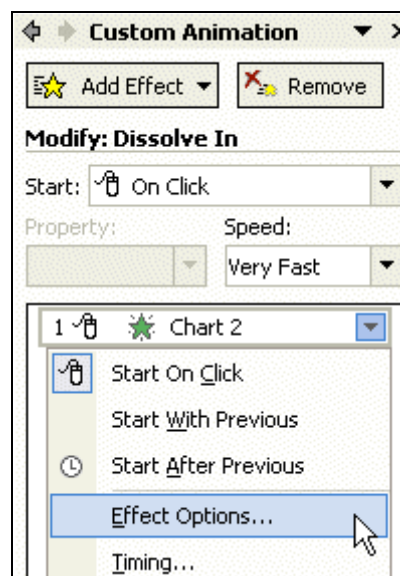 Custom Animation
Add Effect Remove
Modify: Dissolve In
Start: On Click
Property: Speed:
Very Fast
1 Chart 2
Start On Click
Start With Previous
Start After Previous
Effect Options...
Timing...